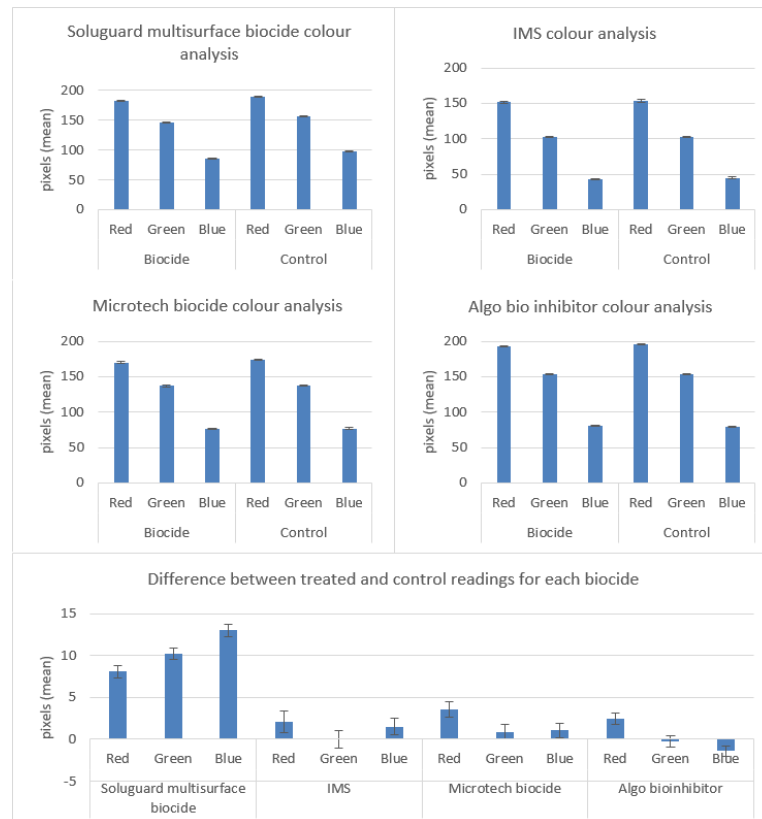 Soluguard multisurface biocide colour
analysis
pixels (mean)
200
150
100
50
0
Red Green Blue Red Green Blue
Biocide Control
IMS colour analysis
pixels (mean)
200
150
100
50
0
Red Green Blue Red Green Blue
Biocide Control
Microtech biocide colour analysis
pixels (mean)
200
150
100
50
0
Red Green Blue Red Green Blue
Biocide Control
Algo bio inhibitor colour analysis
pixels (mean)
200
150
100
50
0
Red Green Blue Red Green Blue
Biocide Control
Difference between treated and control readings for each biocide
pixels (mean)
15
10
5
0
-5
Red Green Blue Red Green Blue Red Green Blue Red Green Blue
Soluguard multisurface
biocide
IMS
Microtech biocide
Algo bioinhibitor